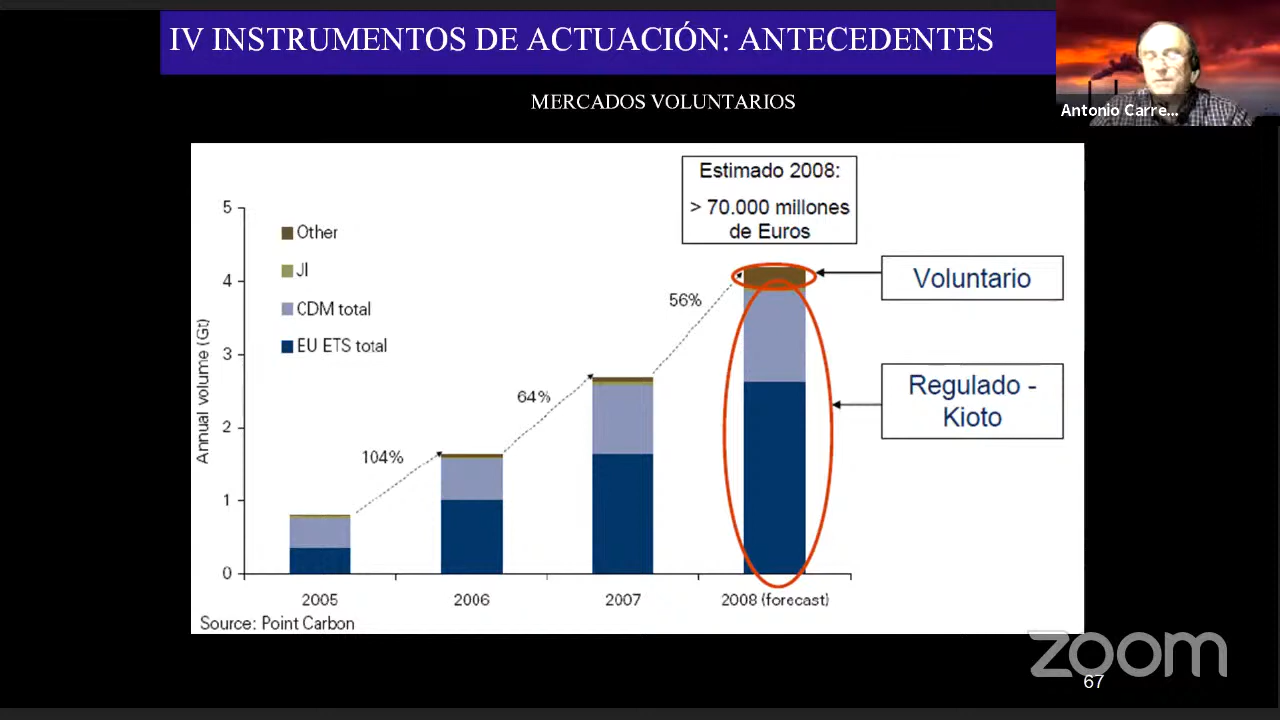 IV INSTRUMENTOS DE ACTUACIÓN: ANTECEDENTES
Antonio Carre...
MERCADOS VOLUNTARIOS
Estimado 2008:
> 70.000 millones
de Euros
5
4
3
2
1
0
Annual volume (Gt)
Other
JI
CDM total
EU ETS total
104%
64%
56%
Voluntario
Regulado -
Kioto
2005
2006
2007
2008 (forecast)
Source: Point Carbon
zoom
67